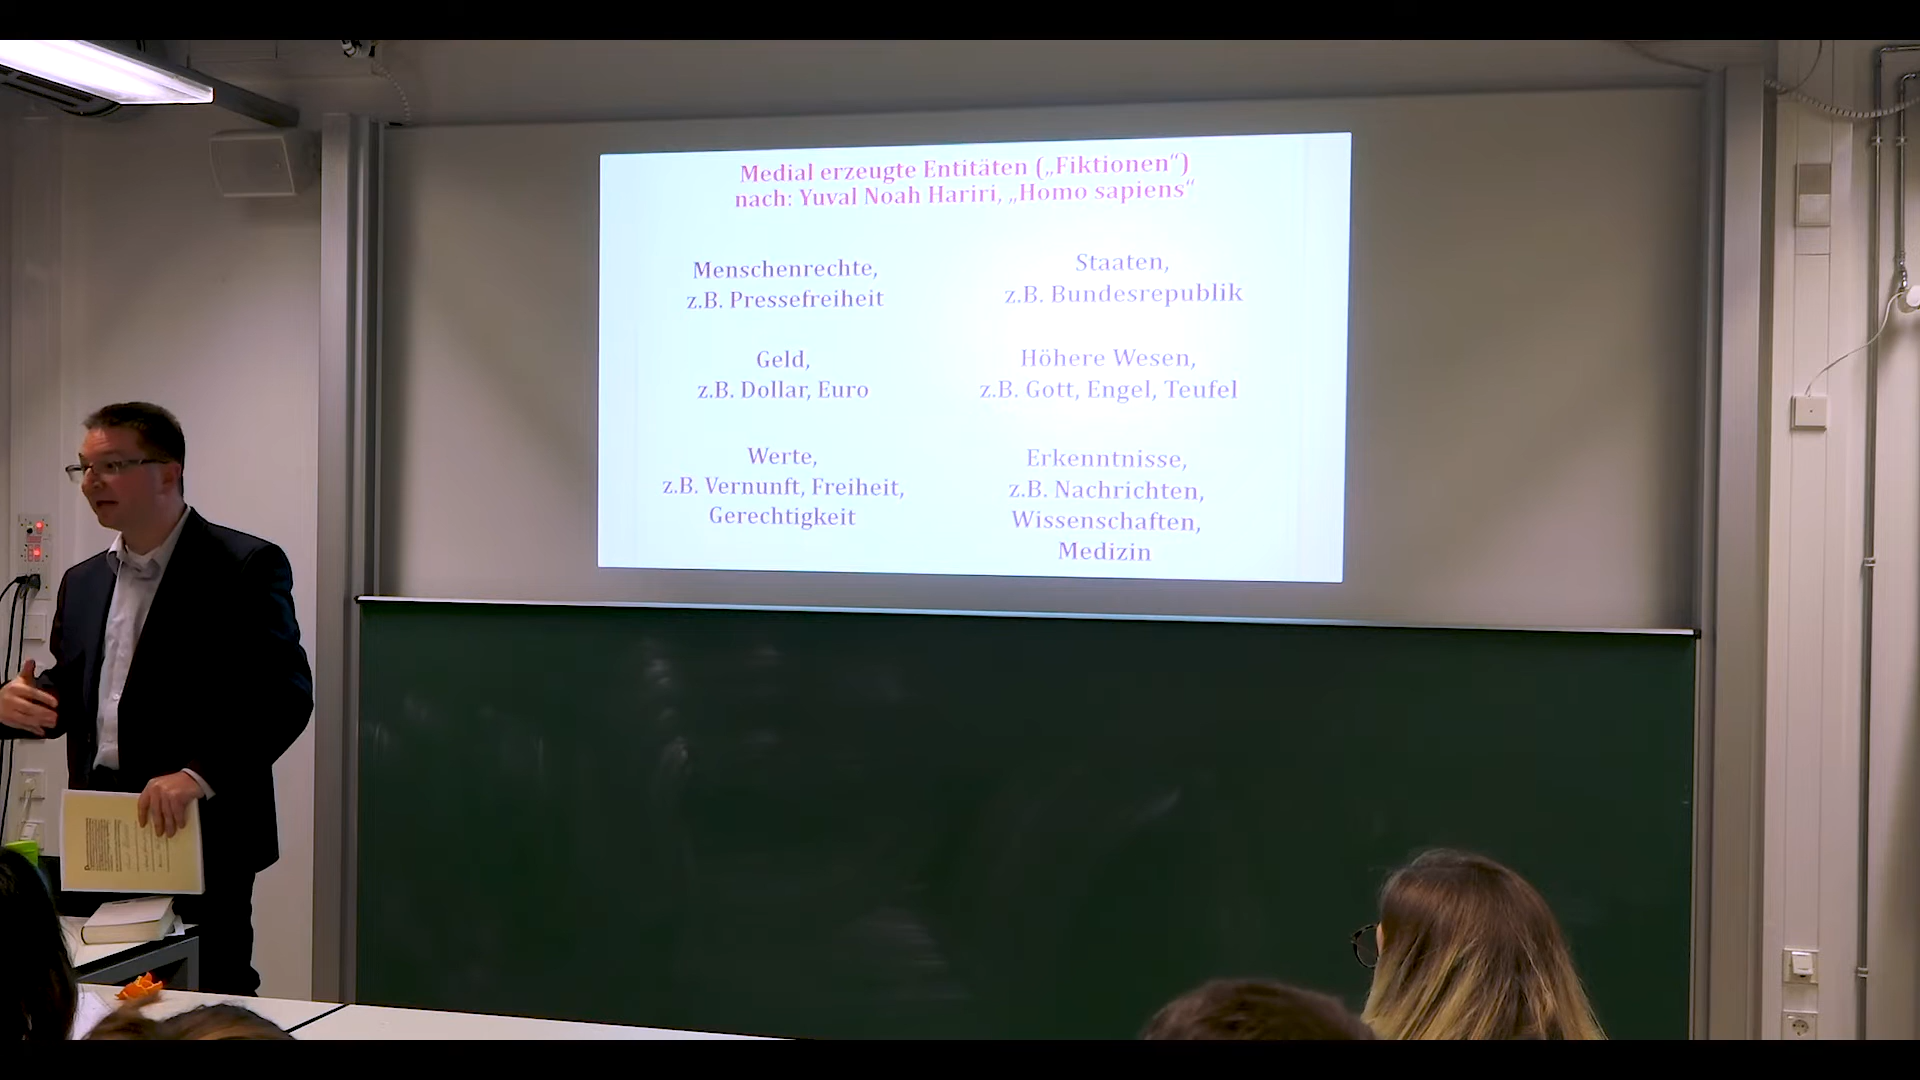 Medial erzeugte Entitäten („Fiktionen“)
nach: Yuval Noah Hariri, „Homo sapiens“
Menschenrechte,
z.B. Pressefreiheit
Staaten,
z.B. Bundesrepublik
Geld,
z.B. Dollar, Euro
Höhere Wesen,
z.B. Gott, Engel, Teufel
Werte,
z.B. Vernunft, Freiheit,
Gerechtigkeit
Erkenntnisse,
z.B. Nachrichten,
Wissenschaften,
Medizin